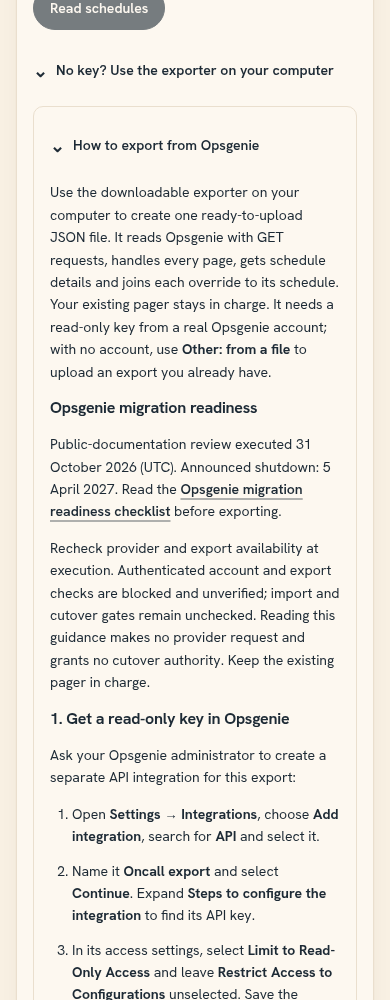 Read schedules
No key? Use the exporter on your computer
How to export from Opsgenie
Use the downloadable exporter on your
computer to create one ready-to-upload
JSON file. It reads Opsgenie with GET
requests, handles every page, gets schedule
details and joins each override to its schedule.
Your existing pager stays in charge. It needs a
read-only key from a real Opsgenie account;
with no account, use Other: from a file to
upload an export you already have.
Opsgenie migration readiness
Public-documentation review executed 31
October 2026 (UTC). Announced shutdown: 5
April 2027. Read the Opsgenie migration
readiness checklist before exporting.
Recheck provider and export availability at
execution. Authenticated account and export
checks are blocked and unverified; import and
cutover gates remain unchecked. Reading this
guidance makes no provider request and
grants no cutover authority. Keep the existing
pager in charge.
1. Get a read-only key in Opsgenie
Ask your Opsgenie administrator to create a
separate API integration for this export:
1. Open Settings → Integrations, choose Add
integration, search for API and select it.
2. Name it Oncall export and select
Continue. Expand Steps to configure the
integration to find its API key.
3. In its access settings, select Limit to Read-
Only Access and leave Restrict Access to
Configurations unselected. Save the